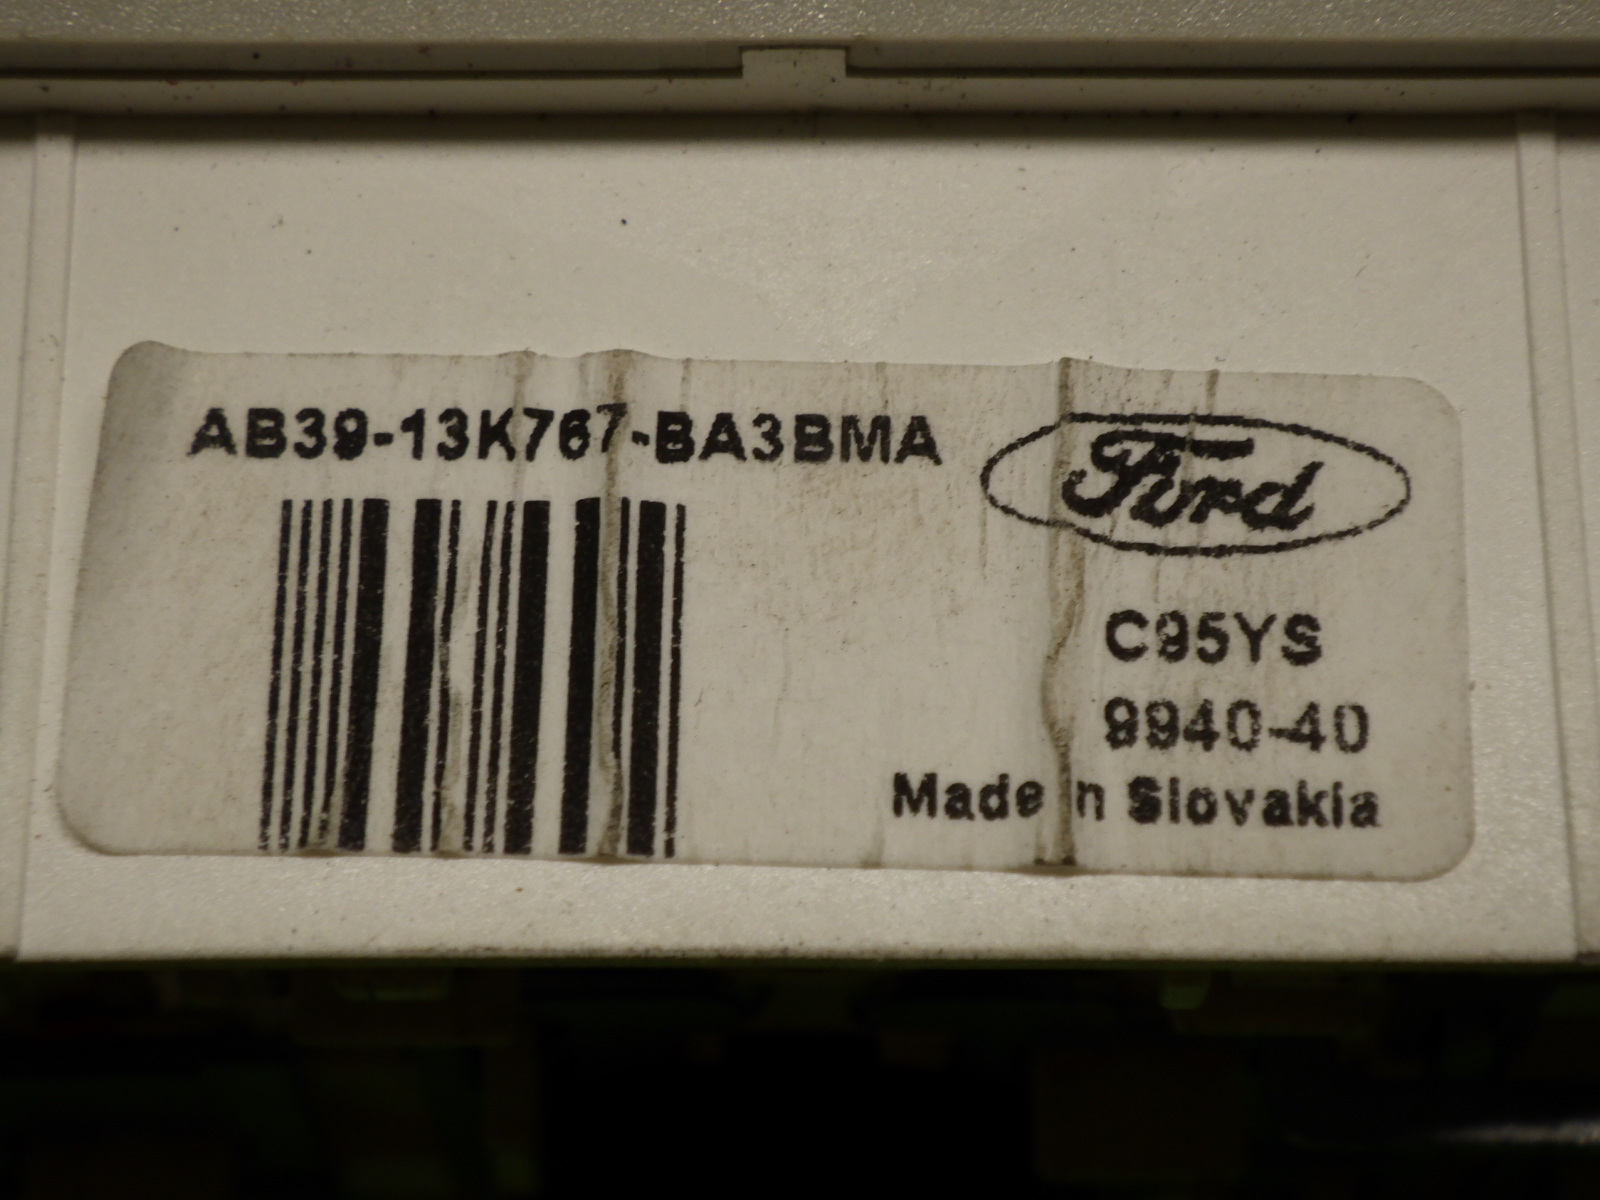 AB39-13K767-BA3BMA
Ford
C95YS
9940-40
Made in Slovakia